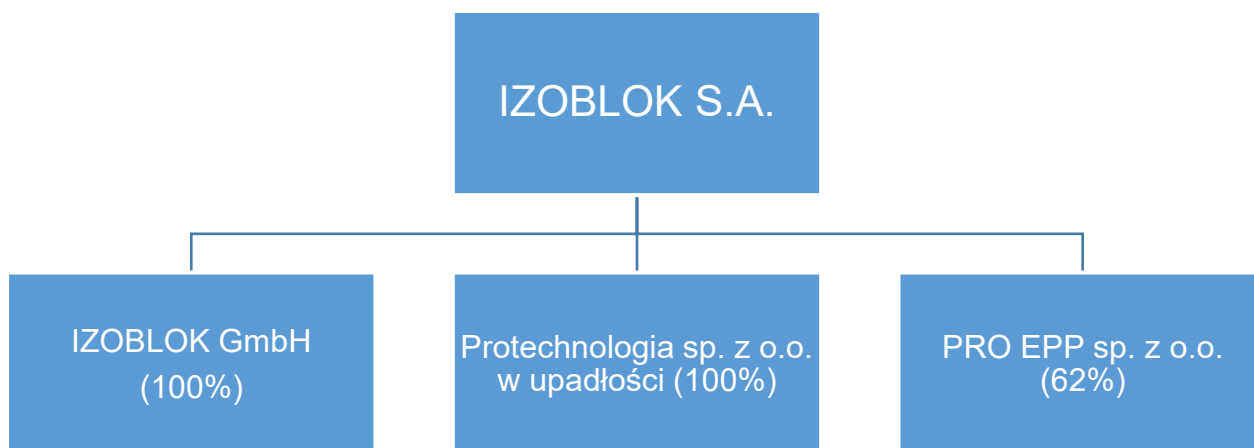 IZOBLOK S.A.
IZOBLOK GmbH
(100%)
Protechnologia sp. z o.o.
w upadłości (100%)
PRO EPP sp. z o.o.
(62%)